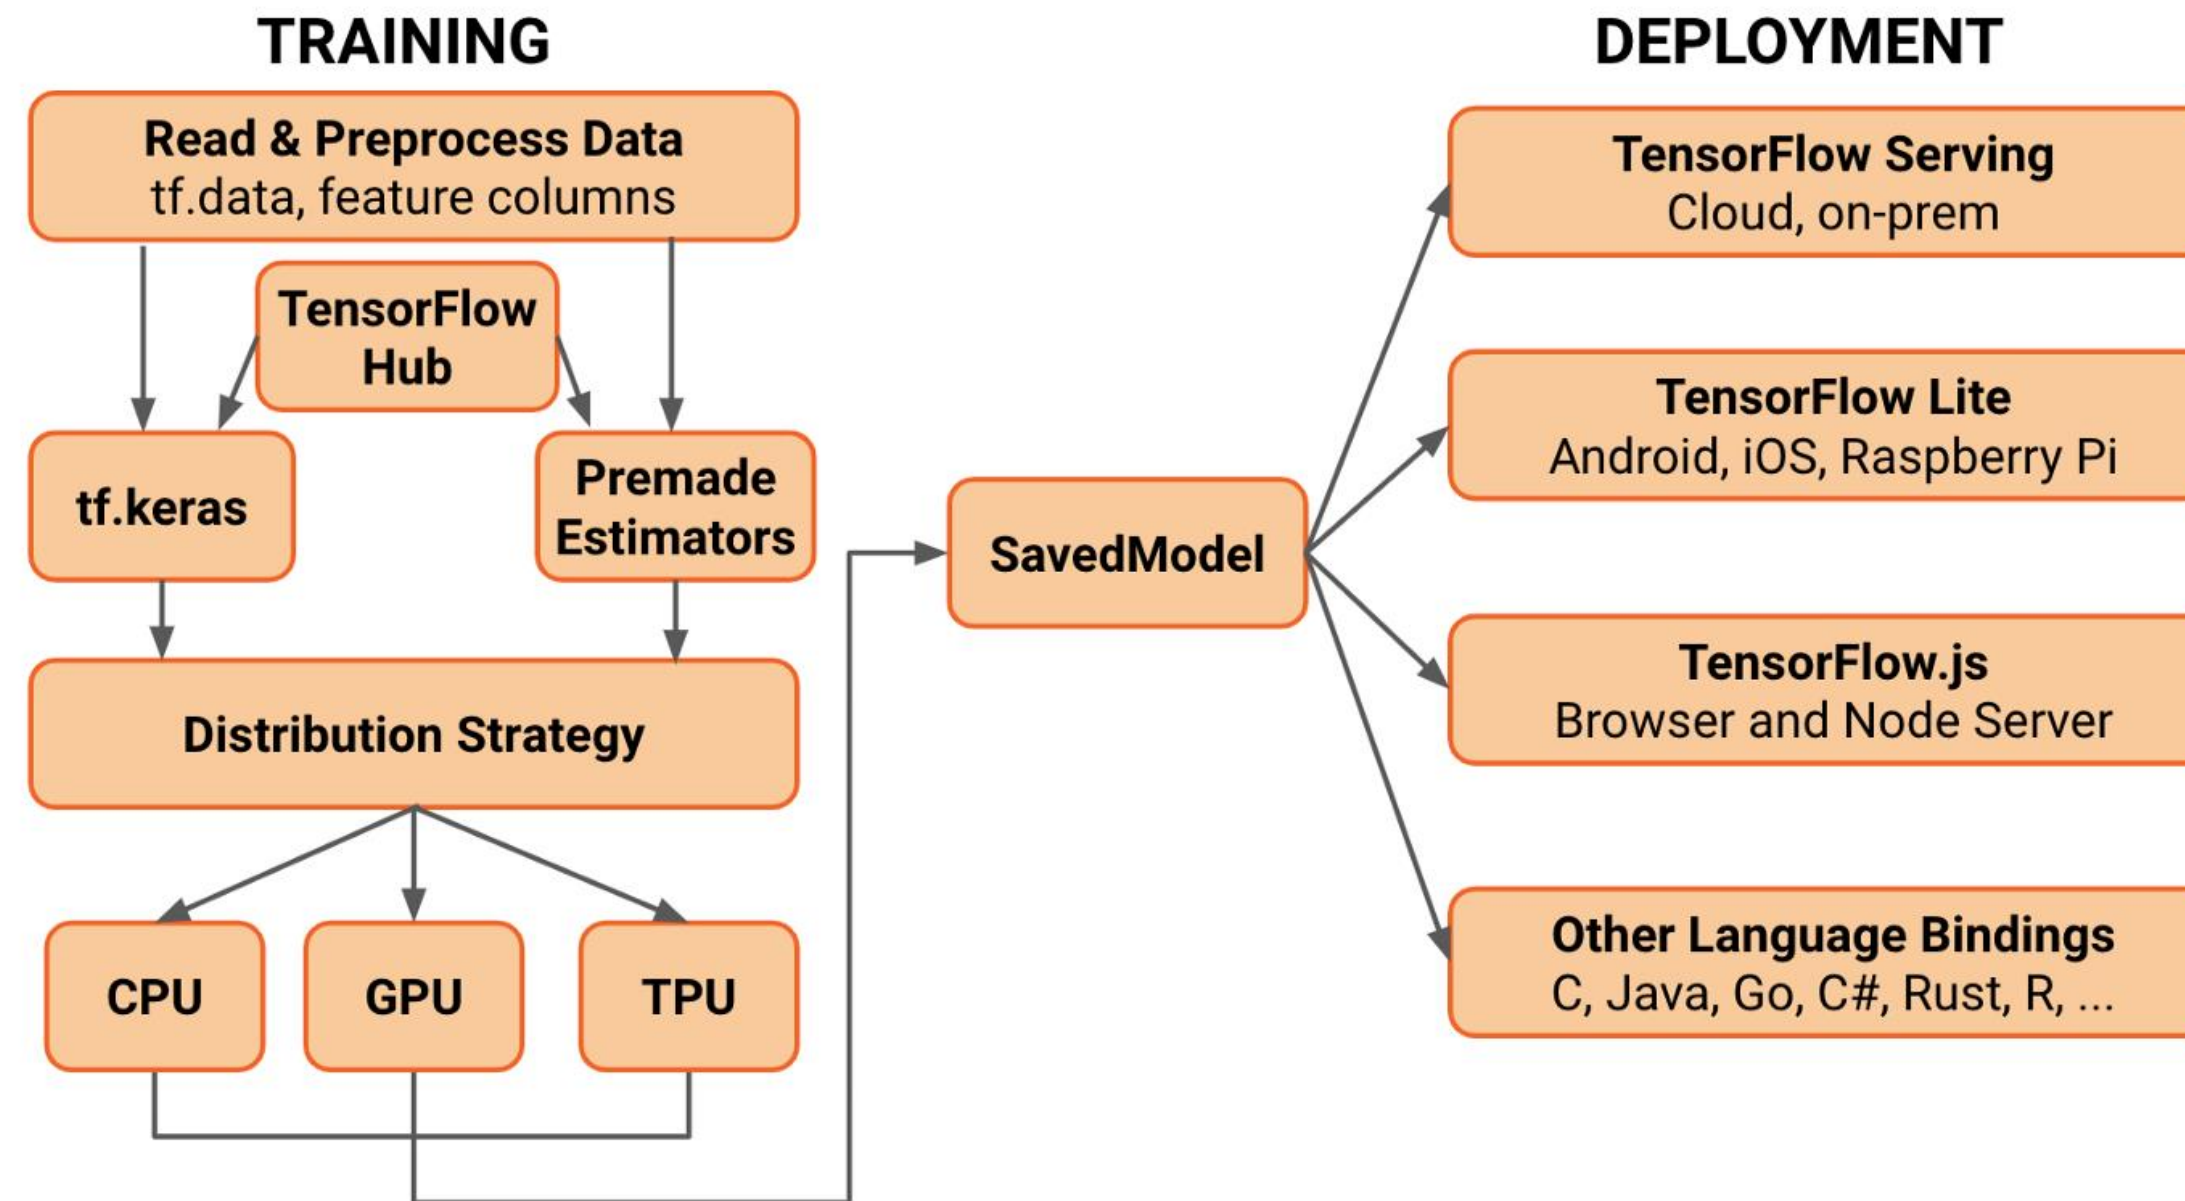 TRAINING
Read & Preprocess Data
tf.data, feature columns
TensorFlow
Hub
tf.keras
Premade
Estimators
Distribution Strategy
CPU
GPU
TPU
SavedModel
DEPLOYMENT
TensorFlow Serving
Cloud, on-prem
TensorFlow Lite
Android, iOS, Raspberry Pi
TensorFlow.js
Browser and Node Server
Other Language Bindings
C, Java, Go, C#, Rust, R, ...